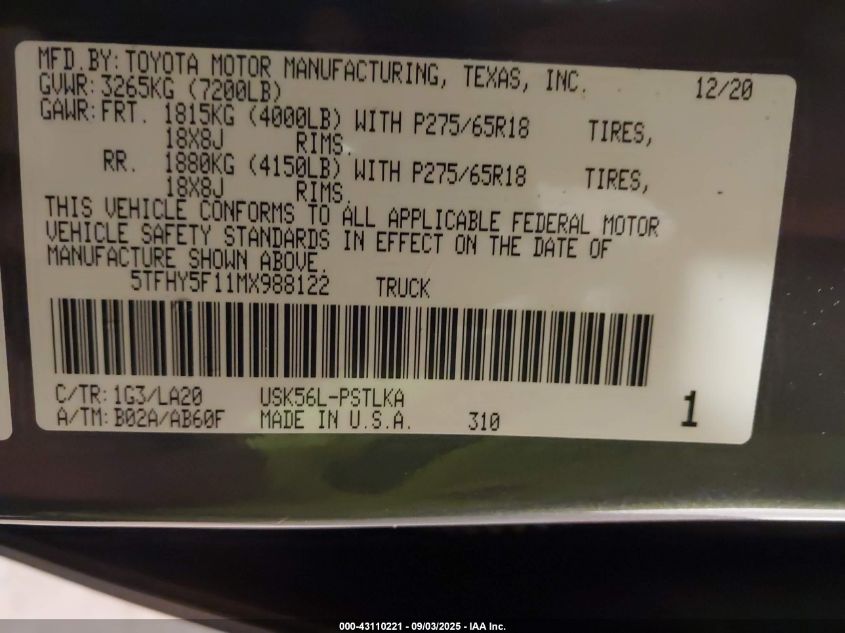 MFD.BY: TOYOTA MOTOR MANUFACTURING, TEXAS, INC. 12/20
GVWR: 3265KG (7200LB)
GAWR: FRT. 1815KG (4000LB) WITH P275/65R18 TIRES,
18X8J RIMS.
RR. 1880KG (4150LB) WITH P275/65R18 TIRES,
18X8J RIMS.
THIS VEHICLE CONFORMS TO ALL APPLICABLE FEDERAL MOTOR
VEHICLE SAFETY STANDARDS IN EFFECT ON THE DATE OF
MANUFACTURE SHOWN ABOVE.
5TFHY5F11MX988122 TRUCK
C/TR: 1G3/LA20 USK56L-PSTLKA
A/TM: B02A/AB60F MADE IN U.S.A. 310 1
000-43110221 - 09/03/2025 - IAA Inc.